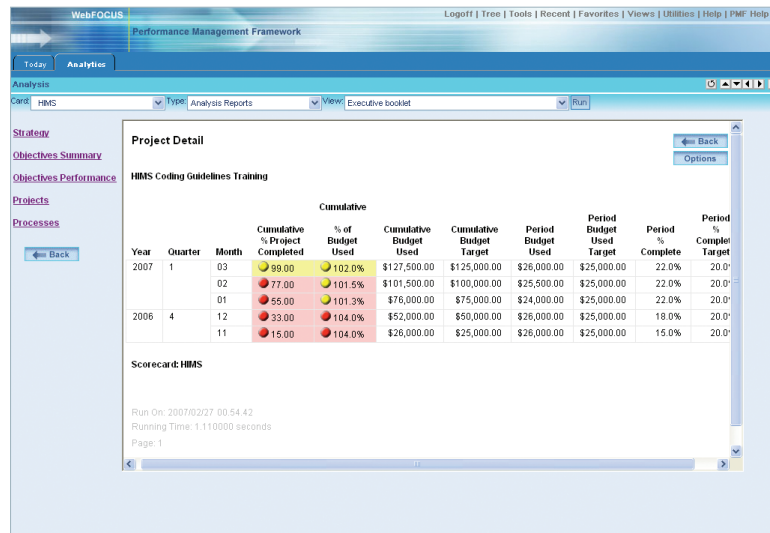 WebFOCUS
Logoff | Tree | Tools | Recent | Favorites | Views | Utilities | Help | PMF Help
Performance Management Framework
Today Analytics
Analysis
Card: HIMS Type: Analysis Reports View: Executive booklet Run
Strategy
Objectives Summary
Objectives Performance
Projects
Processes
Back
Project Detail
Back
Options
HIMS Coding Guidelines Training
Cumulative
Year Quarter Month Cumulative % Project Completed % of Budget Used Cumulative Budget Used Cumulative Budget Target Period Budget Used Period Budget Used Target Period % Complete Period % Complet Target
2007 1 03 99.00 102.0% $127,500.00 $125,000.00 $26,000.00 $25,000.00 22.0% 20.0
02 77.00 101.5% $101,500.00 $100,000.00 $25,500.00 $25,000.00 22.0% 20.0
01 55.00 101.3% $76,000.00 $75,000.00 $24,000.00 $25,000.00 22.0% 20.0
2006 4 12 33.00 104.0% $52,000.00 $50,000.00 $26,000.00 $25,000.00 18.0% 20.0
11 15.00 104.0% $26,000.00 $25,000.00 $26,000.00 $25,000.00 15.0% 20.0
Scorecard: HIMS
Run On: 2007/02/27 00.54.42
Running Time: 1.110000 seconds
Page: 1